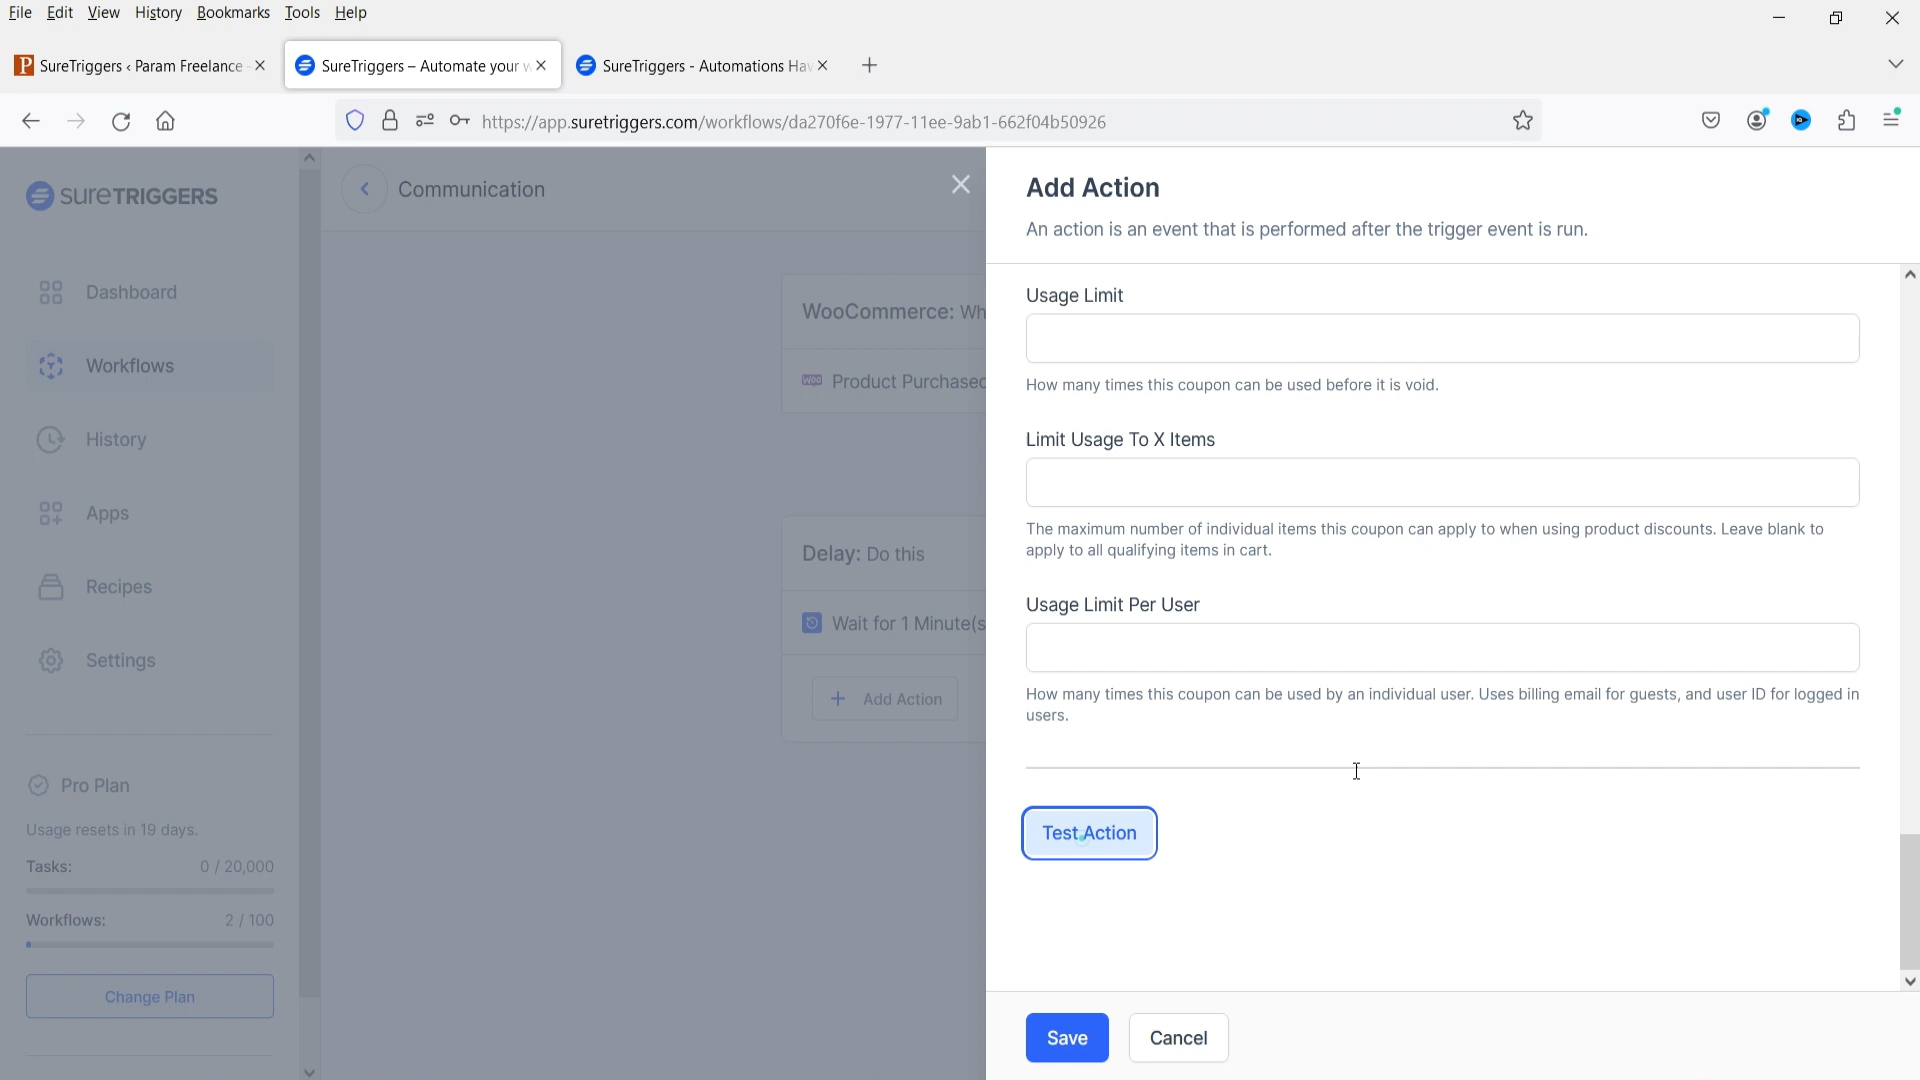 File Edit View History Bookmarks Tools Help
SureTriggers ‹ Param Freelance
SureTriggers – Automate your w
SureTriggers - Automations Hav
https://app.suretriggers.com/workflows/da270f6e-1977-11ee-9ab1-662f04b50926
SureTRIGGERS
Dashboard
Workflows
History
Apps
Recipes
Settings
Pro Plan
Usage resets in 19 days.
Tasks: 0 / 20,000
Workflows: 2 / 100
Change Plan
Communication
WooCommerce: Wh
Product Purchased
Delay: Do this
Wait for 1 Minute(s
+ Add Action
Add Action
An action is an event that is performed after the trigger event is run.
Usage Limit
How many times this coupon can be used before it is void.
Limit Usage To X Items
The maximum number of individual items this coupon can apply to when using product discounts. Leave blank to
apply to all qualifying items in cart.
Usage Limit Per User
How many times this coupon can be used by an individual user. Uses billing email for guests, and user ID for logged in
users.
Test Action
Save
Cancel